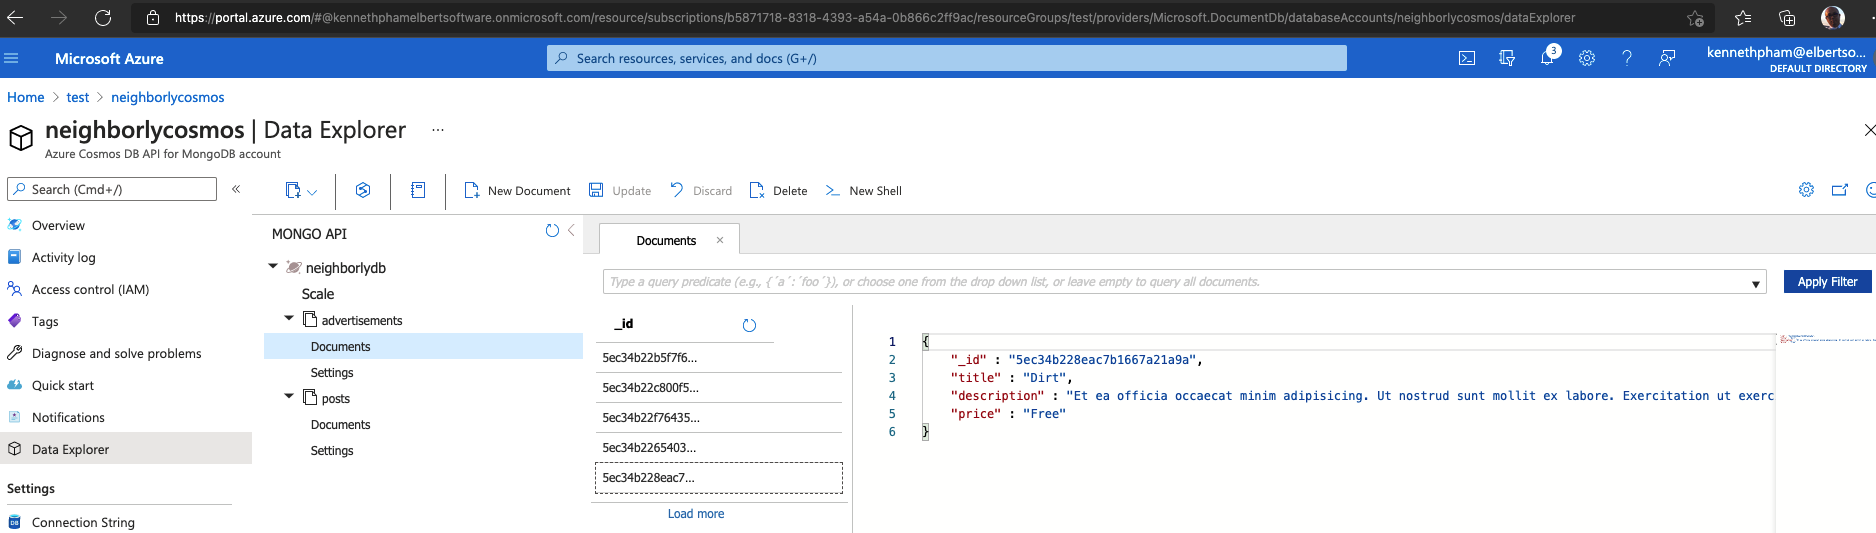 https://portal.azure.com/#@kennethphamelbertsoftware.onmicrosoft.com/resource/subscriptions/b5871718-8318-4393-a54a-0b866c2ff9ac/resourceGroups/test/providers/Microsoft.DocumentDb/databaseAccounts/neighborlycosmos/dataExplorer
Microsoft Azure
Search resources, services, and docs (G+/)
3
kennethpham@elbertso...
DEFAULT DIRECTORY
Home > test > neighborlycosmos
neighborlycosmos | Data Explorer ...
Azure Cosmos DB API for MongoDB account
Search (Cmd+/)
«
New Document
Update
Discard
Delete
New Shell
Overview
Activity log
Access control (IAM)
Tags
Diagnose and solve problems
Quick start
Notifications
Data Explorer
Settings
Connection String
MONGO API
neighborlydb
Scale
advertisements
Documents
Settings
posts
Documents
Settings
Documents
Type a query predicate (e.g., {´a´:´foo´}), or choose one from the drop down list, or leave empty to query all documents.
Apply Filter
_id
5ec34b22b5f7f6...
5ec34b22c800f5...
5ec34b22f76435...
5ec34b2265403...
5ec34b228eac7...
Load more
1 {
2 "_id" : "5ec34b228eac7b1667a21a9a",
3 "title" : "Dirt",
4 "description" : "Et ea officia occaecat minim adipisicing. Ut nostrud sunt mollit ex labore. Exercitation ut exerc
5 "price" : "Free"
6 }